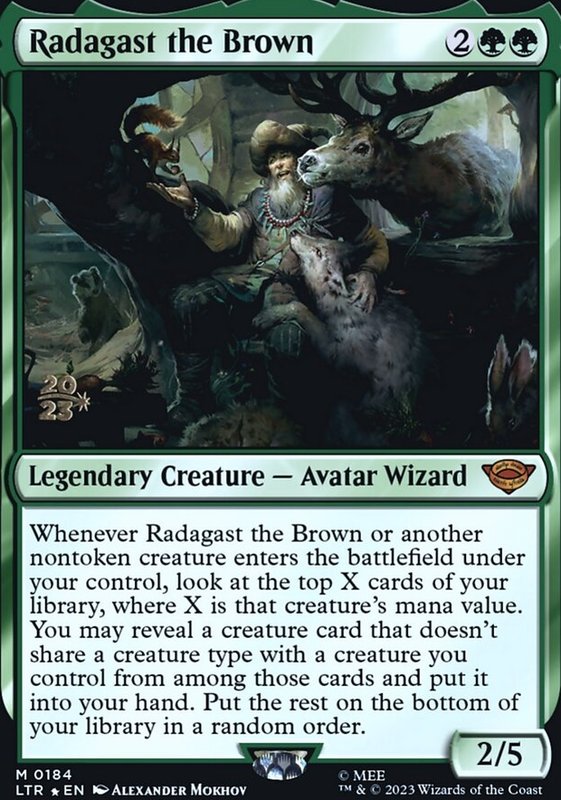 Radagast the Brown 2
20
23
Legendary Creature — Avatar Wizard
Whenever Radagast the Brown or another
nontoken creature enters the battlefield under
your control, look at the top X cards of your
library, where X is that creature's mana value.
You may reveal a creature card that doesn't
share a creature type with a creature you
control from among those cards and put it
into your hand. Put the rest on the bottom of
your library in a random order.
2/5
M 0184
LTR ★ EN Alexander Mokhov
© MEE
™ & © 2023 Wizards of the Coast